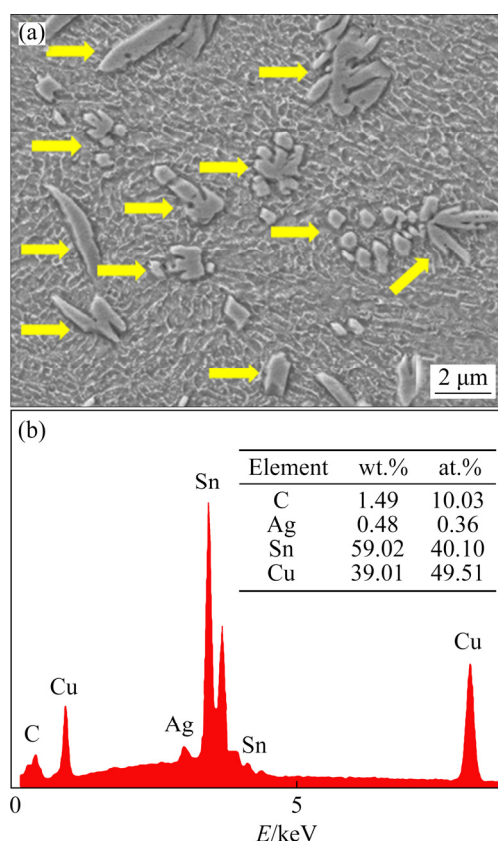 (a)
2 μm
(b)
Sn
Element wt.% at.%
C 1.49 10.03
Ag 0.48 0.36
Sn 59.02 40.10
Cu 39.01 49.51
Cu
Cu
C
Ag
Sn
0
5
E/keV